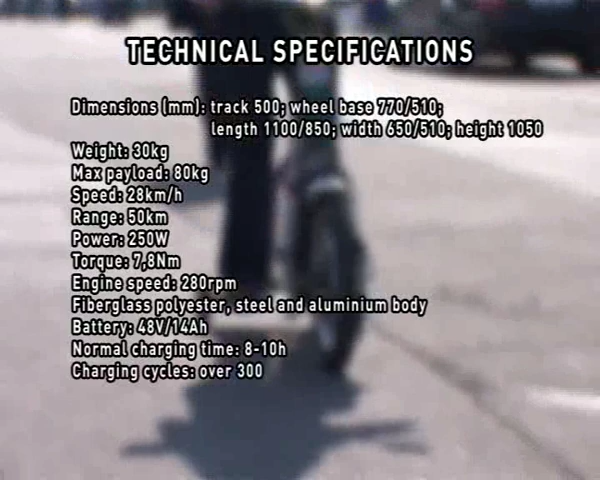 TECHNICAL SPECIFICATIONS
Dimensions (mm): track 500; wheel base 770/510;
length 1100/850; width 650/510; height 1050
Weight: 30kg
Max payload: 80kg
Speed: 28km/h
Range: 50km
Power: 250W
Torque: 7,8Nm
Engine speed: 280rpm
Fiberglass polyester, steel and aluminium body
Battery: 48V/14Ah
Normal charging time: 8-10h
Charging cycles: over 300